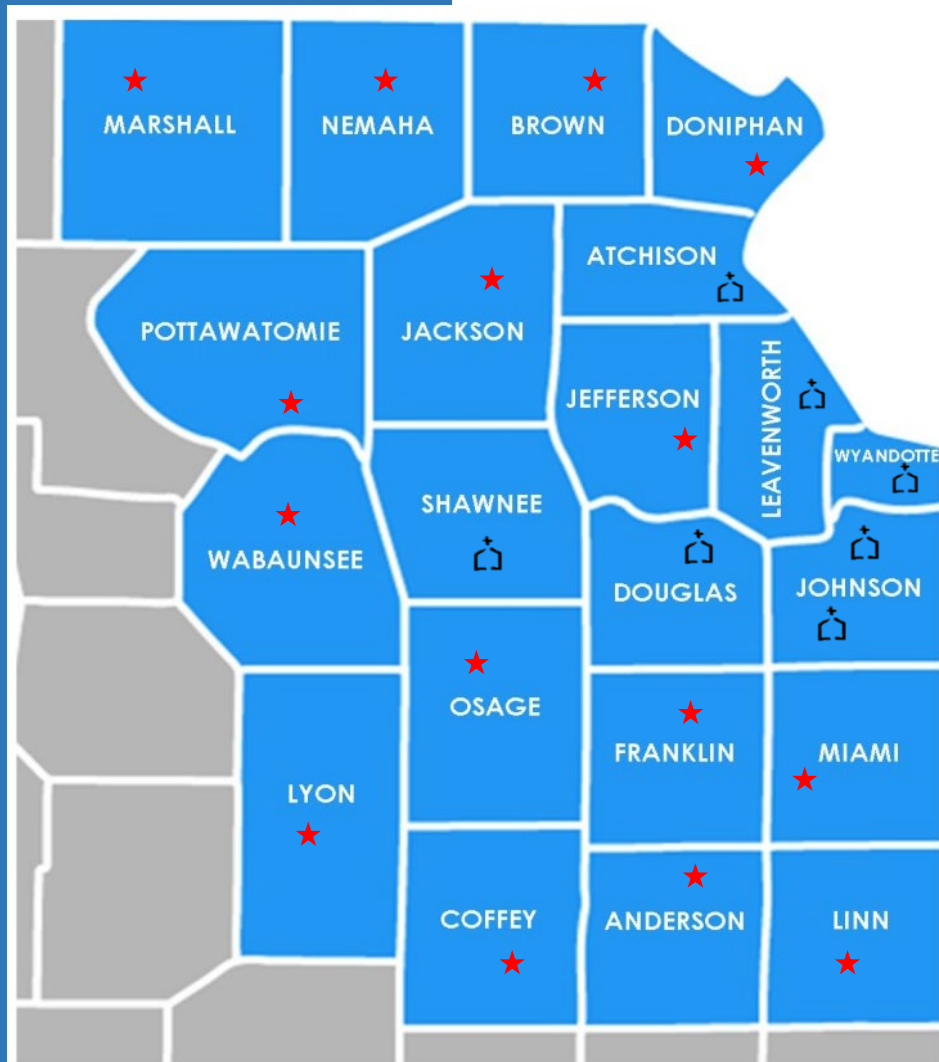 MARSHALL
NEMAHA
BROWN
DONIPHAN
ATCHISON
POTTAWATOMIE
JACKSON
JEFFERSON
LEAVENWORTH
WYANDOTTE
SHAWNEE
WABAUNSEE
DOUGLAS
JOHNSON
OSAGE
FRANKLIN
MIAMI
LYON
COFFEY
ANDERSON
LINN